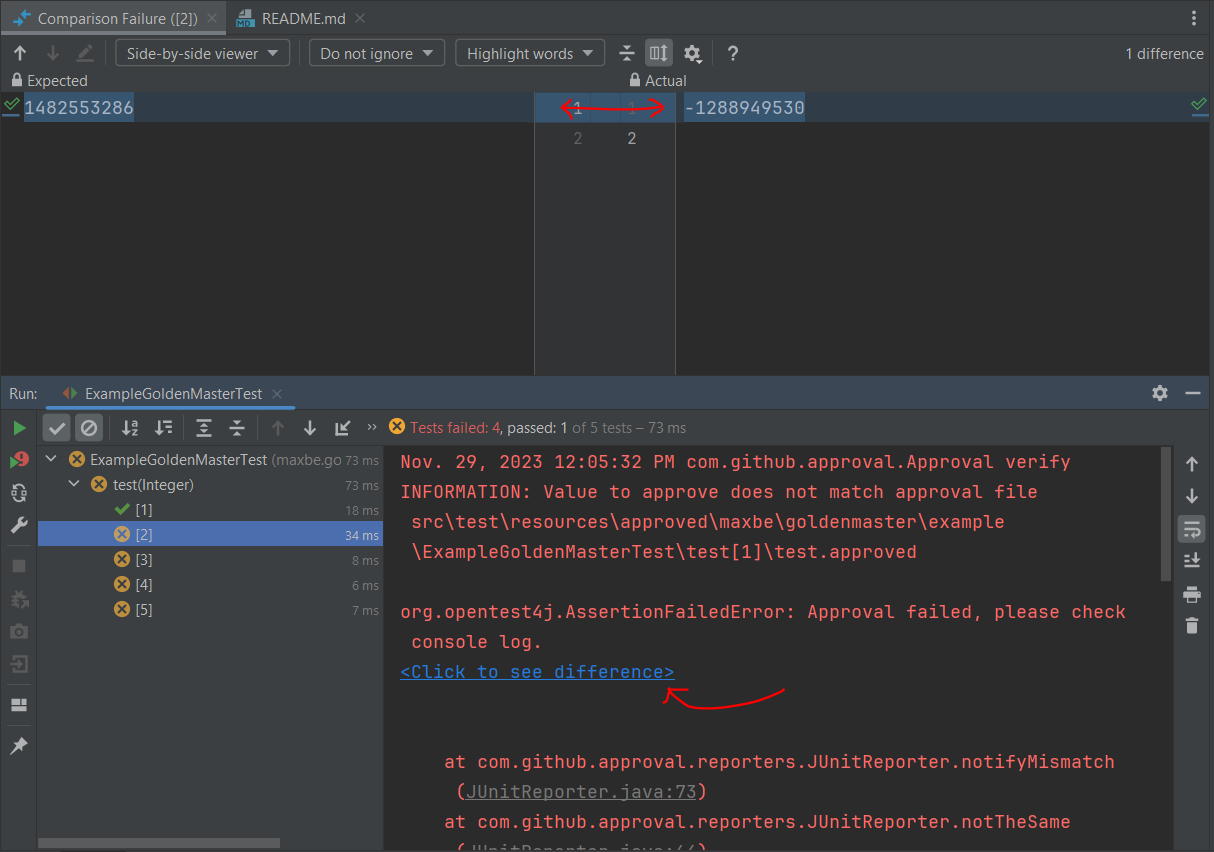 Comparison Failure ([2])
README.md
Side-by-side viewer
Do not ignore
Highlight words
?
1 difference
Expected
Actual
1482553286
1 1
-1288949530
2 2
Run:
ExampleGoldenMasterTest
Tests failed: 4, passed: 1 of 5 tests – 73 ms
ExampleGoldenMasterTest (maxbe.go 73 ms
test(Integer) 73 ms
[1] 18 ms
[2] 34 ms
[3] 8 ms
[4] 6 ms
[5] 7 ms
Nov. 29, 2023 12:05:32 PM com.github.approval.Approval verify
INFORMATION: Value to approve does not match approval file
src\test\resources\approved\maxbe\goldenmaster\example
\ExampleGoldenMasterTest\test[1]\test.approved
org.opentest4j.AssertionFailedError: Approval failed, please check
console log.
<Click to see difference>
at com.github.approval.reporters.JUnitReporter.notifyMismatch
(JUnitReporter.java:73)
at com.github.approval.reporters.JUnitReporter.notTheSame